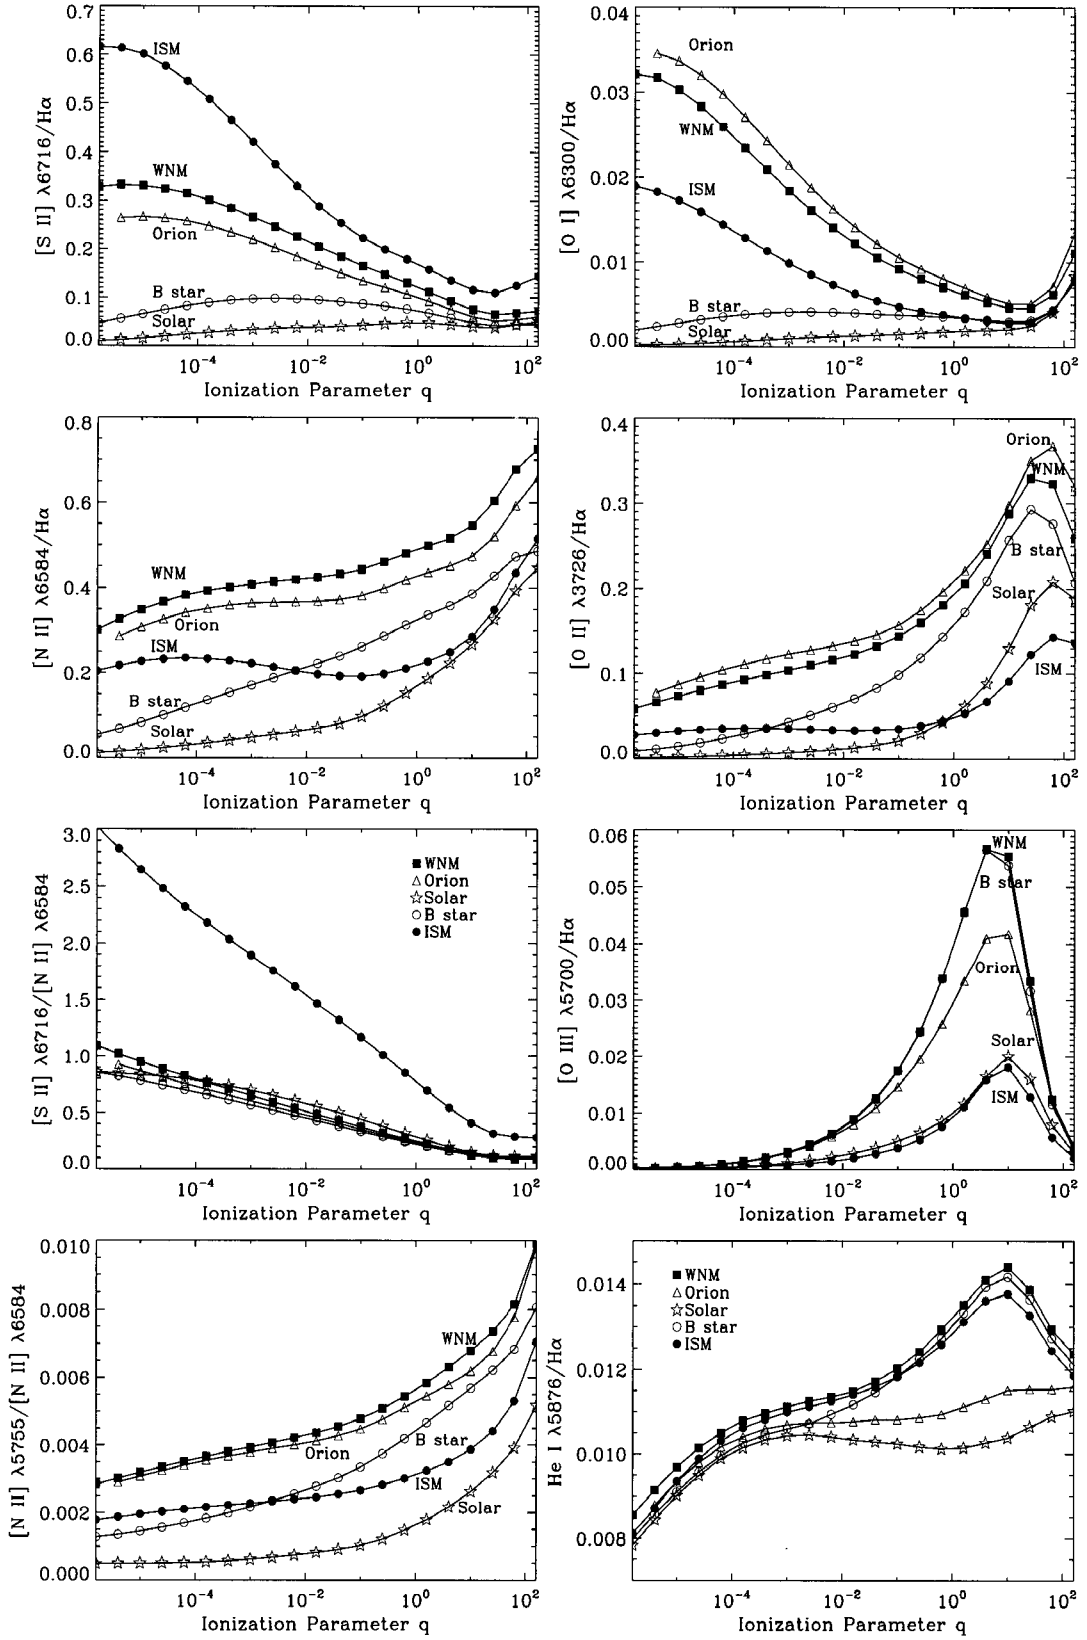 [S II] λ6716/Hα
0.7
0.6
0.5
0.4
0.3
0.2
0.1
0.0
ISM
WNM
Orion
B star
Solar
10⁻⁴ 10⁻² 10⁰ 10²
Ionization Parameter q
[O I] λ6300/Hα
0.04
0.03
0.02
0.01
0.00
Orion
WNM
ISM
B star
Solar
10⁻⁴ 10⁻² 10⁰ 10²
Ionization Parameter q
[N II] λ6584/Hα
0.8
0.6
0.4
0.2
0.0
WNM
Orion
ISM
B star
Solar
10⁻⁴ 10⁻² 10⁰ 10²
Ionization Parameter q
[O II] λ3726/Hα
0.4
0.3
0.2
0.1
0.0
Orion
WNM
B star
Solar
ISM
10⁻⁴ 10⁻² 10⁰ 10²
Ionization Parameter q
[S II] λ6716/[N II] λ6584
3.0
2.5
2.0
1.5
1.0
0.5
0.0
WNM
Orion
Solar
B star
ISM
10⁻⁴ 10⁻² 10⁰ 10²
Ionization Parameter q
[O III] λ5700/Hα
0.06
0.05
0.04
0.03
0.02
0.01
0.00
WNM
B star
Orion
Solar
ISM
10⁻⁴ 10⁻² 10⁰ 10²
Ionization Parameter q
[N II] λ5755/[N II] λ6584
0.010
0.008
0.006
0.004
0.002
0.000
WNM
Orion
B star
ISM
Solar
10⁻⁴ 10⁻² 10⁰ 10²
Ionization Parameter q
He I λ5876/Hα
0.014
0.012
0.010
0.008
WNM
Orion
Solar
B star
ISM
10⁻⁴ 10⁻² 10⁰ 10²
Ionization Parameter q